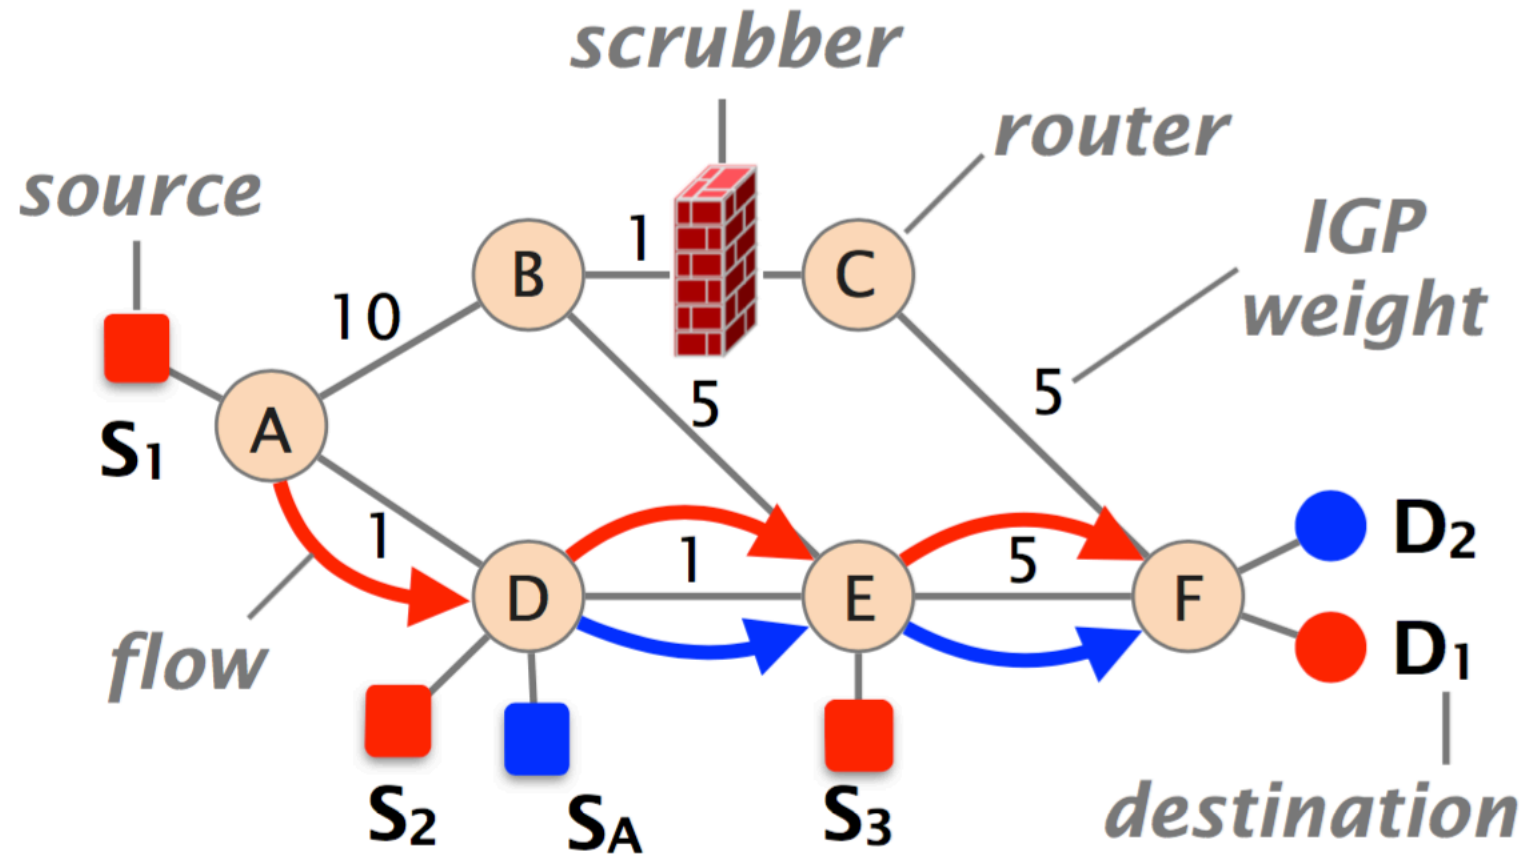 scrubber
router
source
IGP
weight
1
B
C
10
5
5
A
S1
D2
1
1
5
D
E
F
D1
flow
S2
SA
S3
destination